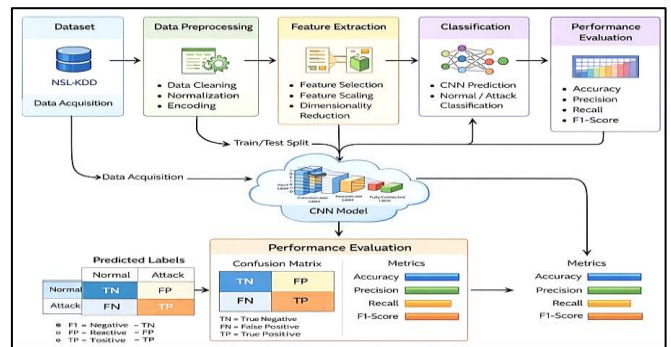 Dataset
NSL-KDD
Data Acquisition
Data Preprocessing
• Data Cleaning
• Normalization
• Encoding
Feature Extraction
• Feature Selection
• Feature Scaling
• Dimensionality
Reduction
Classification
• CNN Prediction
• Normal / Attack
Classification
Performance
Evaluation
• Accuracy
• Precision
• Recall
• F1-Score
Train/Test Split
Data Acquisition
CNN Model
Predicted Labels
Normal Attack
Normal TN FP
Attack FN TP
F1 = Negative – TN
FP = Reactive – FP
TP = Tositive – TP
Performance Evaluation
Confusion Matrix
TN FP
FN TP
TN = True Negative
FN = False Positive
TP = True Positive
Metrics
Accuracy
Precision
Recall
F1-Score
Metrics
Accuracy
Precision
Recall
F1-Score